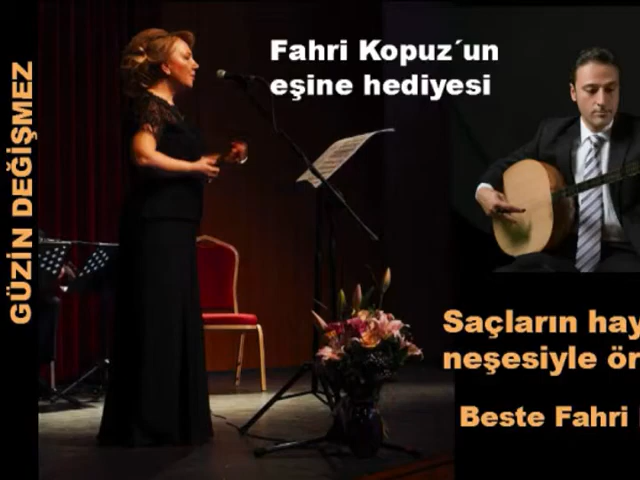 GÜZİN DEĞİŞMEZ
Fahri Kopuz´un
eşine hediyesi
Saçların hay
neşesiyle ör
Beste Fahri